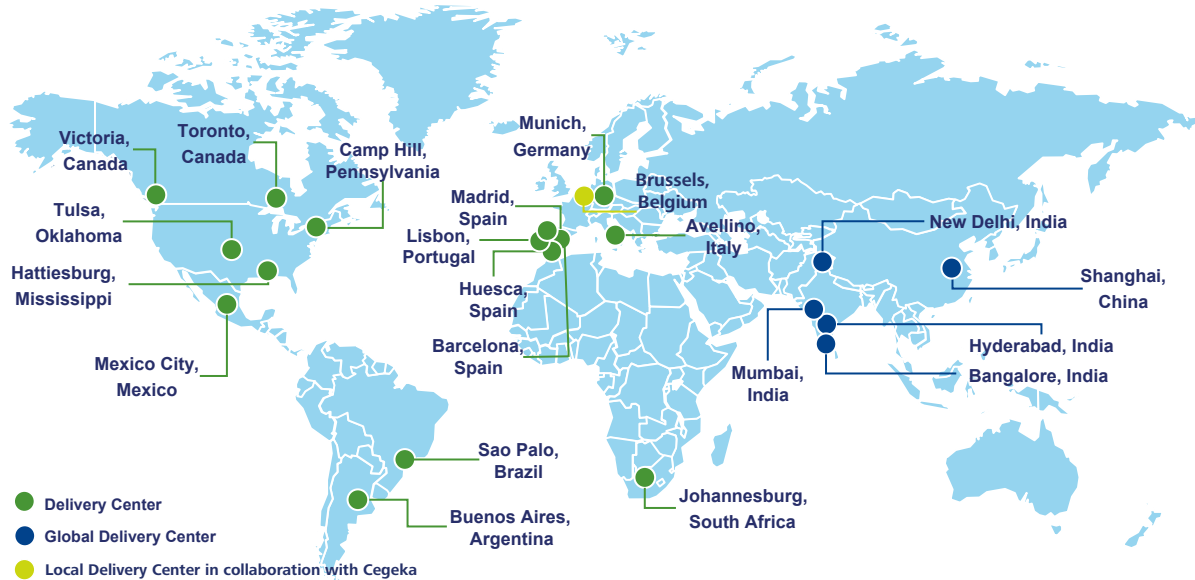 Victoria,
Canada
Toronto,
Canada
Camp Hill,
Pennsylvania
Tulsa,
Oklahoma
Hattiesburg,
Mississippi
Mexico City,
Mexico
Munich,
Germany
Brussels,
Belgium
Madrid,
Spain
Lisbon,
Portugal
Avellino,
Italy
Huesca,
Spain
Barcelona,
Spain
New Delhi, India
Shanghai,
China
Hyderabad, India
Bangalore, India
Mumbai,
India
Sao Palo,
Brazil
Buenos Aires,
Argentina
Johannesburg,
South Africa
Delivery Center
Global Delivery Center
Local Delivery Center in collaboration with Cegeka